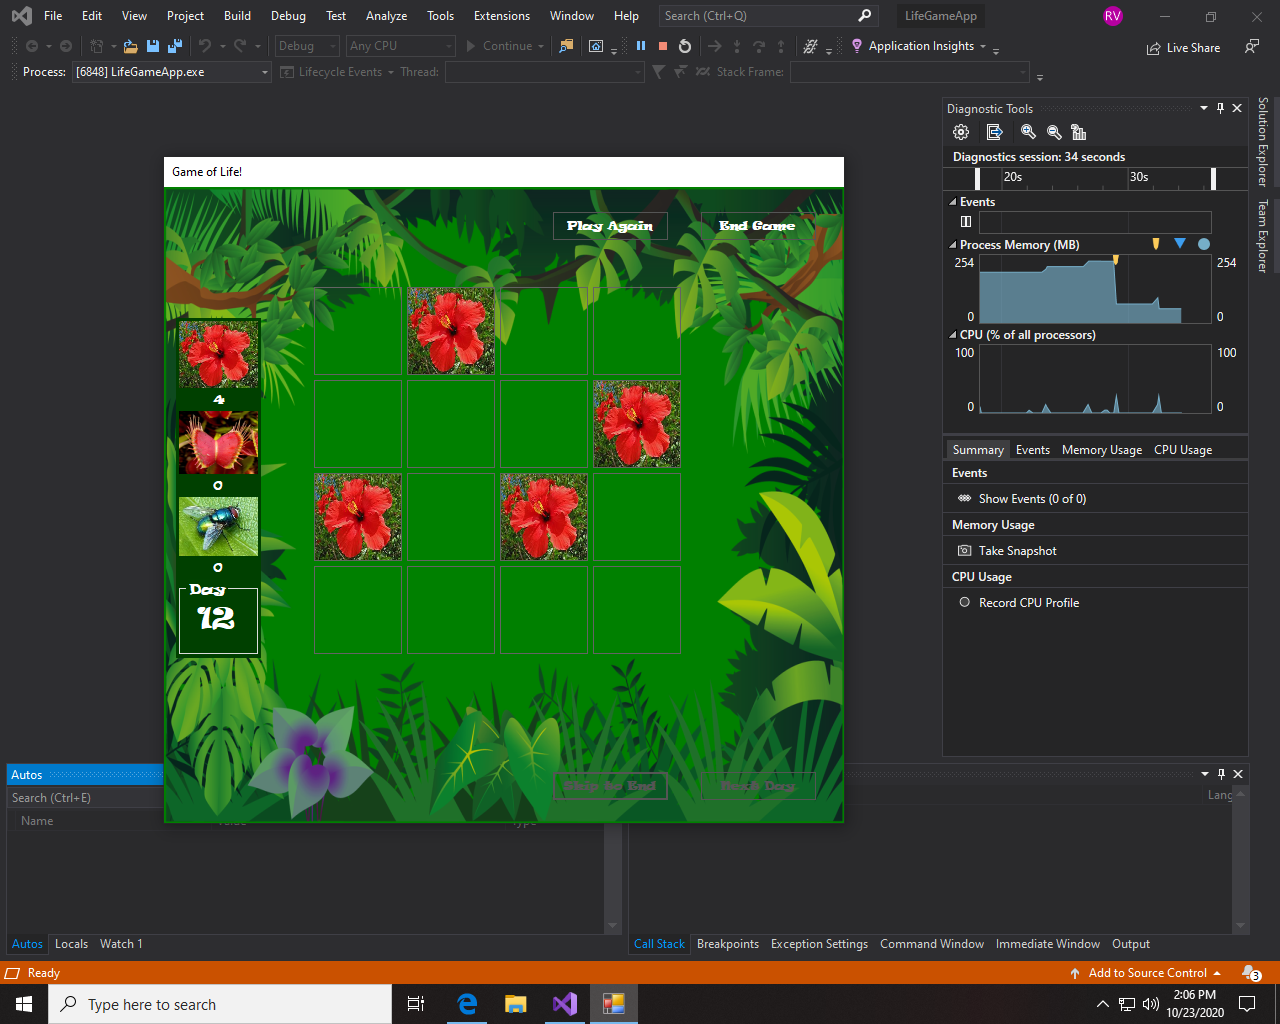 File Edit View Project Build Debug Test Analyze Tools Extensions Window Help Search (Ctrl+Q) LifeGameApp RV
Debug Any CPU Continue Application Insights Live Share
Process: [6848] LifeGameApp.exe Lifecycle Events Thread: Stack Frame:
Diagnostic Tools
Diagnostics session: 34 seconds
20s 30s
Events
Process Memory (MB)
254 254
0 0
CPU (% of all processors)
100 100
0 0
Summary Events Memory Usage CPU Usage
Events
Show Events (0 of 0)
Memory Usage
Take Snapshot
CPU Usage
Record CPU Profile
Solution Explorer
Team Explorer
Game of Life!
Play Again End Game
4
0
0
Day
12
Skip to End
Autos
Search (Ctrl+E)
Name
Lang
Autos Locals Watch 1
Call Stack Breakpoints Exception Settings Command Window Immediate Window Output
Ready Add to Source Control 3
Type here to search
2:06 PM
10/23/2020